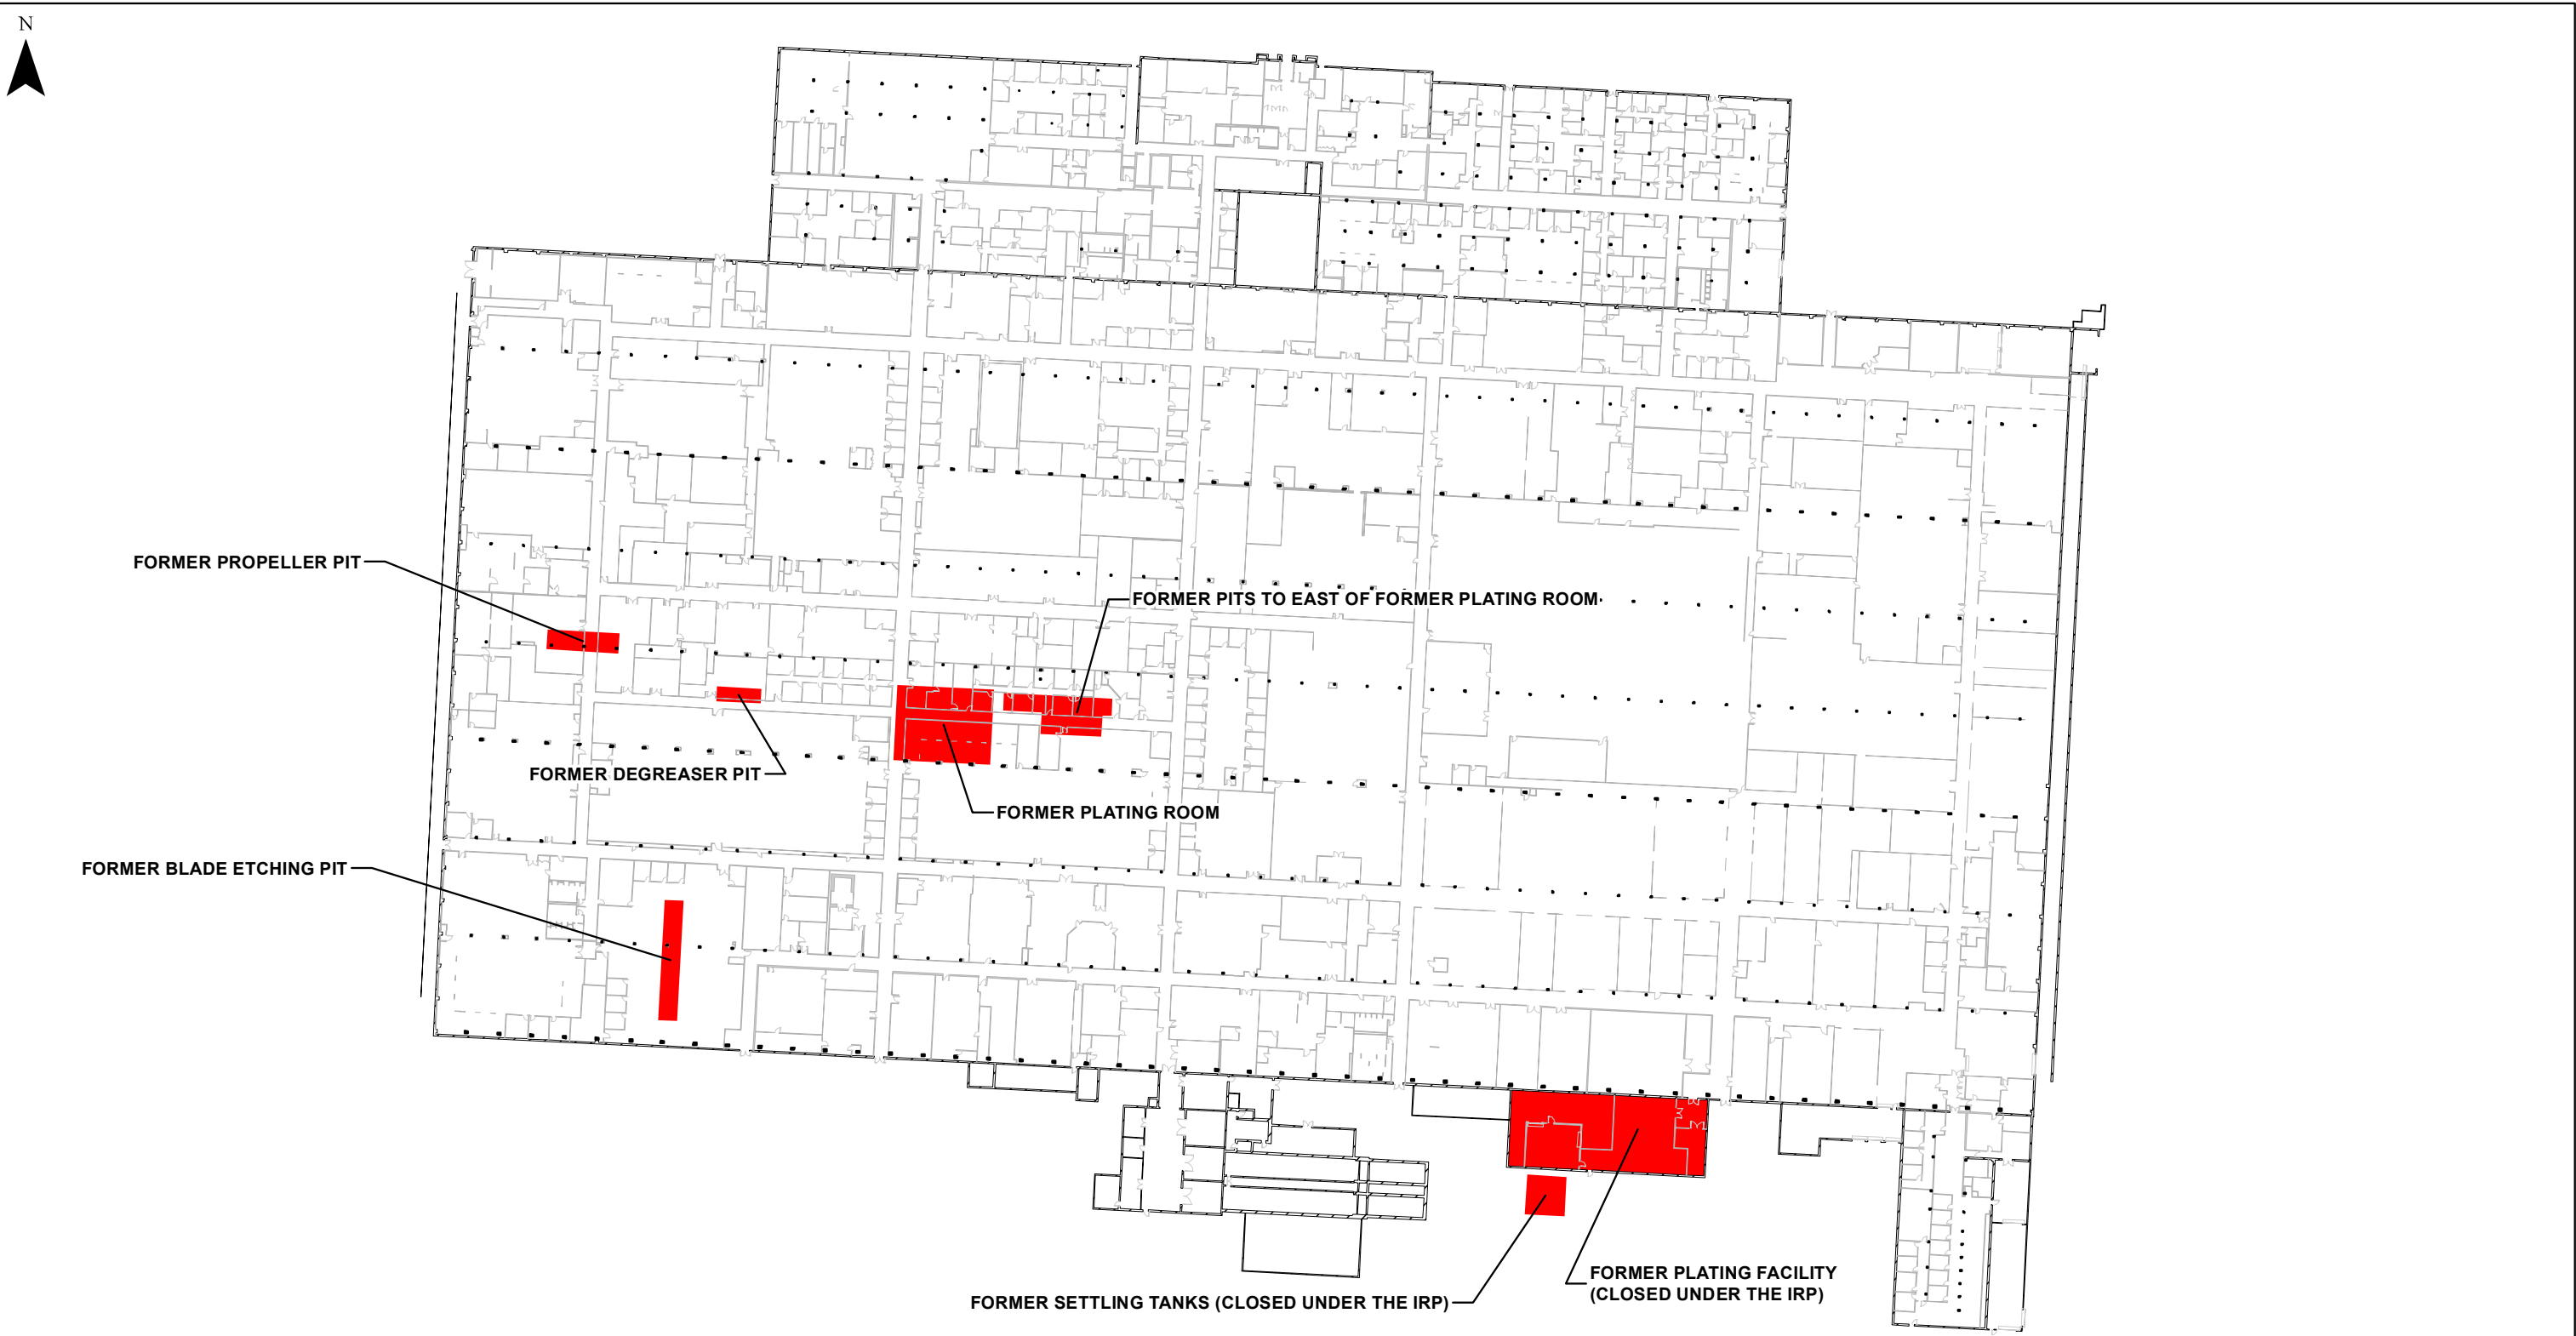 N
FORMER PROPELLER PIT
FORMER PITS TO EAST OF FORMER PLATING ROOM
FORMER DEGREASER PIT
FORMER PLATING ROOM
FORMER BLADE ETCHING PIT
FORMER PLATING FACILITY
(CLOSED UNDER THE IRP)
FORMER SETTLING TANKS (CLOSED UNDER THE IRP)